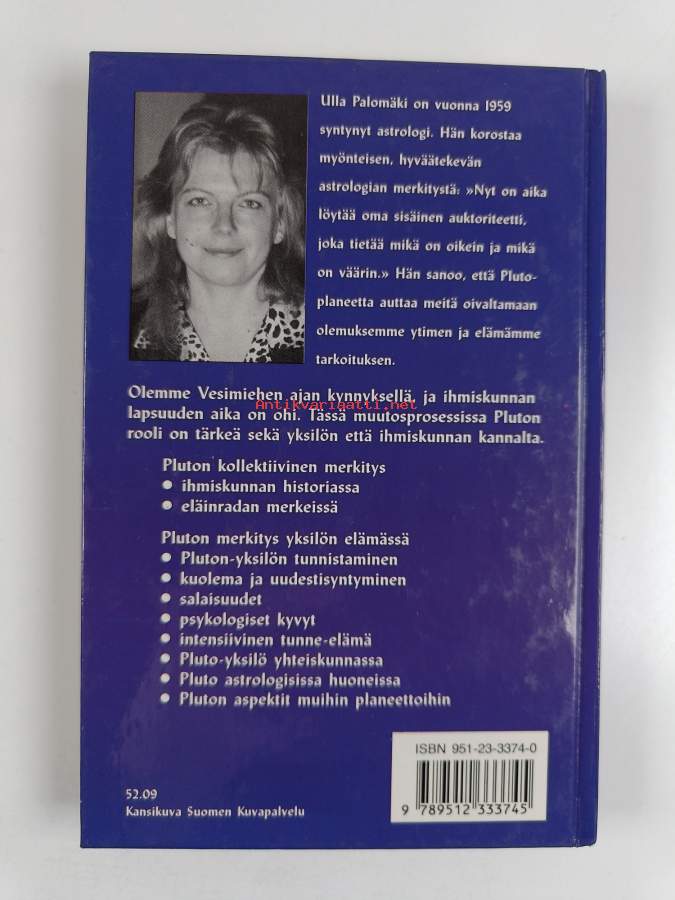 Ulla Palomäki on vuonna 1959
syntynyt astrologi. Hän korostaa
myönteisen, hyväätekevän
astrologian merkitystä: »Nyt on aika
löytää oma sisäinen auktoriteetti,
joka tietää mikä on oikein ja mikä
on väärin.» Hän sanoo, että Pluto-
planeetta auttaa meitä oivaltamaan
olemuksemme ytimen ja elämämme
tarkoituksen.
Olemme Vesimiehen ajan kynnyksellä, ja ihmiskunnan
Antikvariaatti.net
lapsuuden aika on ohi. Tässä muutosprosessissa Pluton
rooli on tärkeä sekä yksilön että ihmiskunnan kannalta.
Pluton kollektiivinen merkitys
• ihmiskunnan historiassa
• eläinradan merkeissä
Pluton merkitys yksilön elämässä
• Pluton-yksilön tunnistaminen
• kuolema ja uudestisyntyminen
• salaisuudet
• psykologiset kyvyt
• intensiivinen tunne-elämä
• Pluto-yksilö yhteiskunnassa
• Pluto astrologisissa huoneissa
• Pluton aspektit muihin planeettoihin
ISBN 951-23-3374-0
9 789512 333745
52.09
Kansikuva Suomen Kuvapalvelu